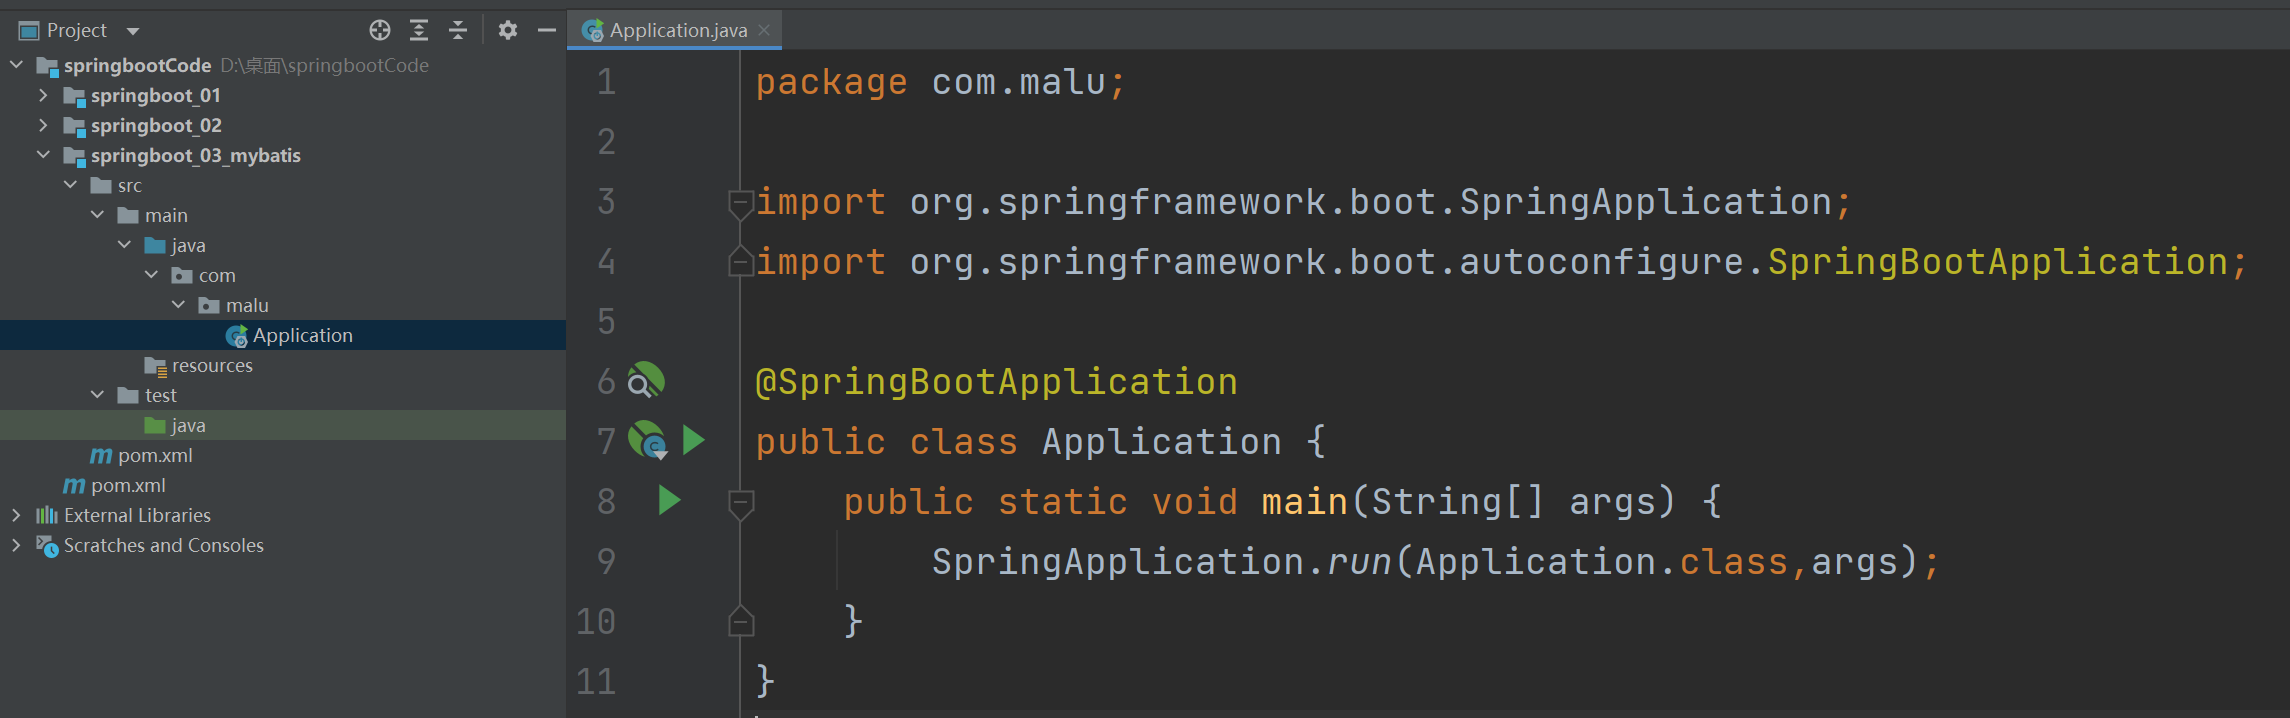 Project
springbootCode D:\桌面\springbootCode
springboot_01
springboot_02
springboot_03_mybatis
src
main
java
com
malu
Application
resources
test
java
pom.xml
pom.xml
External Libraries
Scratches and Consoles
Application.java
1 package com.malu;
2
3 import org.springframework.boot.SpringApplication;
4 import org.springframework.boot.autoconfigure.SpringBootApplication;
5
6 @SpringBootApplication
7 public class Application {
8 public static void main(String[] args) {
9 SpringApplication.run(Application.class,args);
10 }
11 }